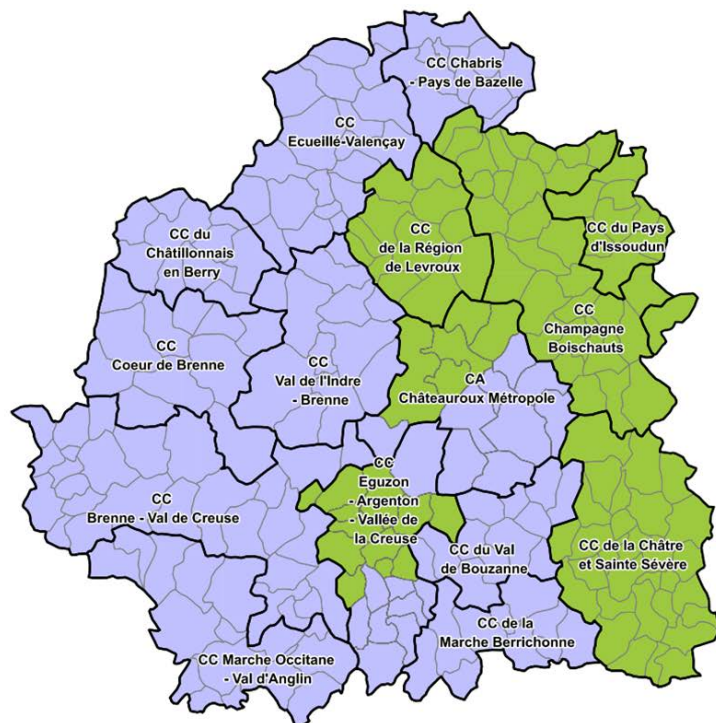 CC Chabris
- Pays de Bazelle
CC
Ecueillé-Valençay
CC
de la Région
de Levroux
CC du Pays
d'Issoudun
CC du
Châtillonnais
en Berry
CC
Champagne
Boischauts
CC
Coeur de Brenne
CC
Val de l'Indre
- Brenne
CA
Châteauroux Métropole
CC
Eguzon
- Argenton
- Vallée de
la Creuse
CC
Brenne - Val de Creuse
CC du Val
de Bouzanne
CC de la Châtre
et Sainte Sévère
CC de la
Marche Berrichonne
CC Marche Occitane
- Val d'Anglin